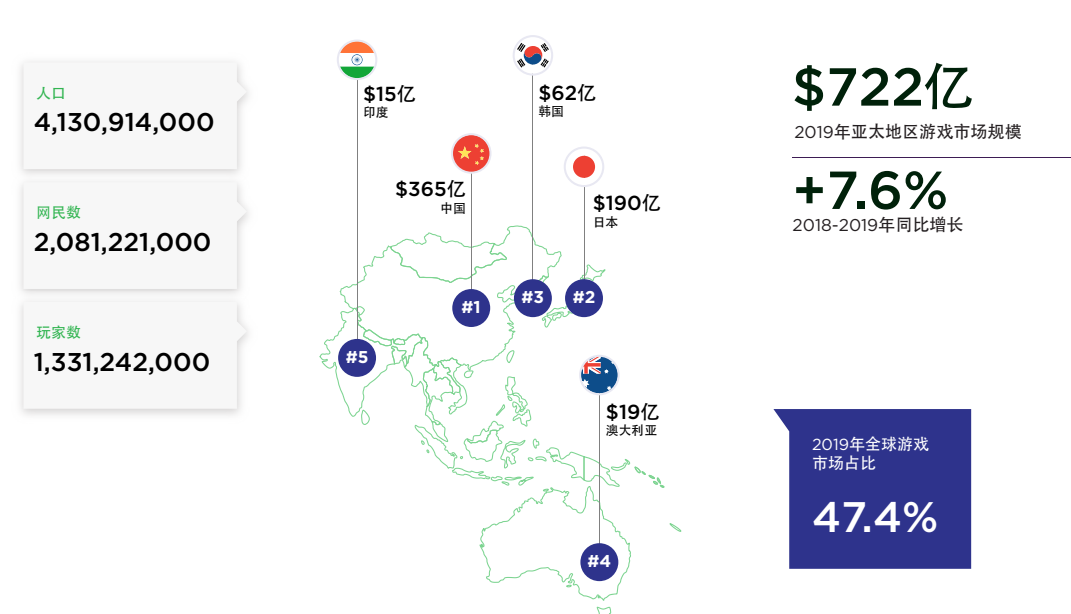 人口
4,130,914,000
网民数
2,081,221,000
玩家数
1,331,242,000
$15亿
印度
$62亿
韩国
$365亿
中国
$190亿
日本
#1
#3
#2
#5
$19亿
澳大利亚
#4
$722亿
2019年亚太地区游戏市场规模
+7.6%
2018-2019年同比增长
2019年全球游戏
市场占比
47.4%